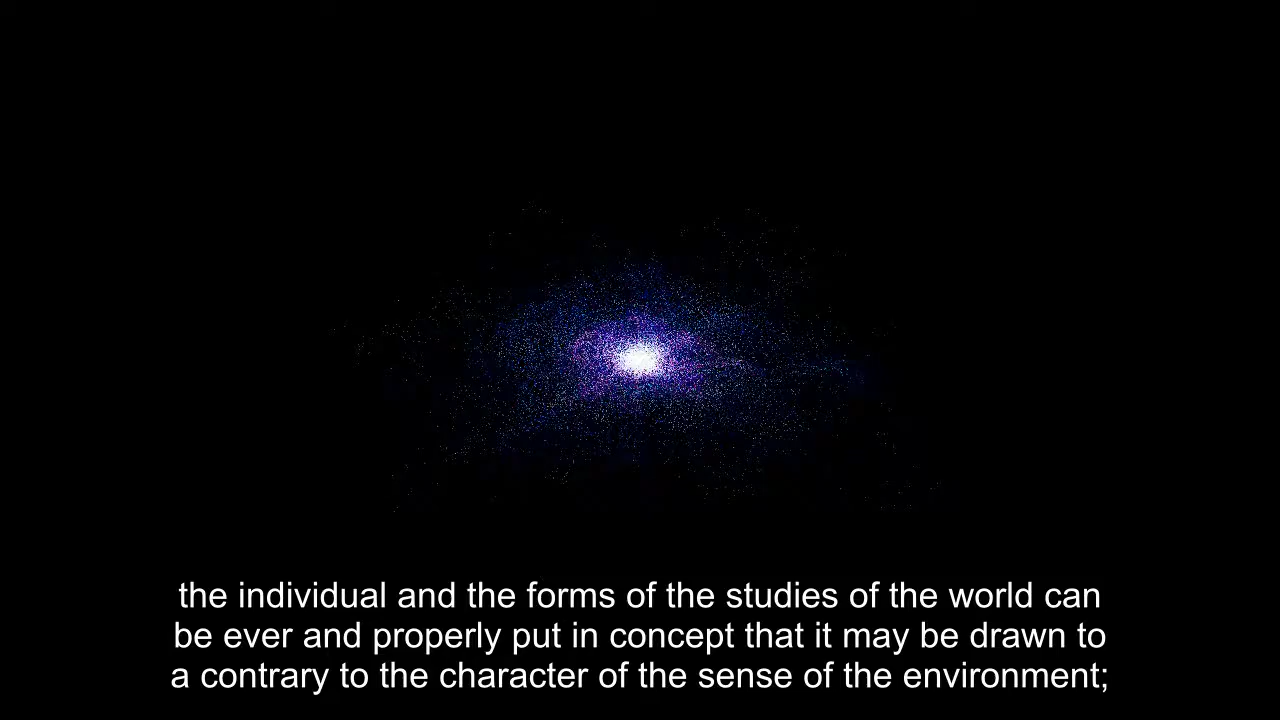 the individual and the forms of the studies of the world can
be ever and properly put in concept that it may be drawn to
a contrary to the character of the sense of the environment;